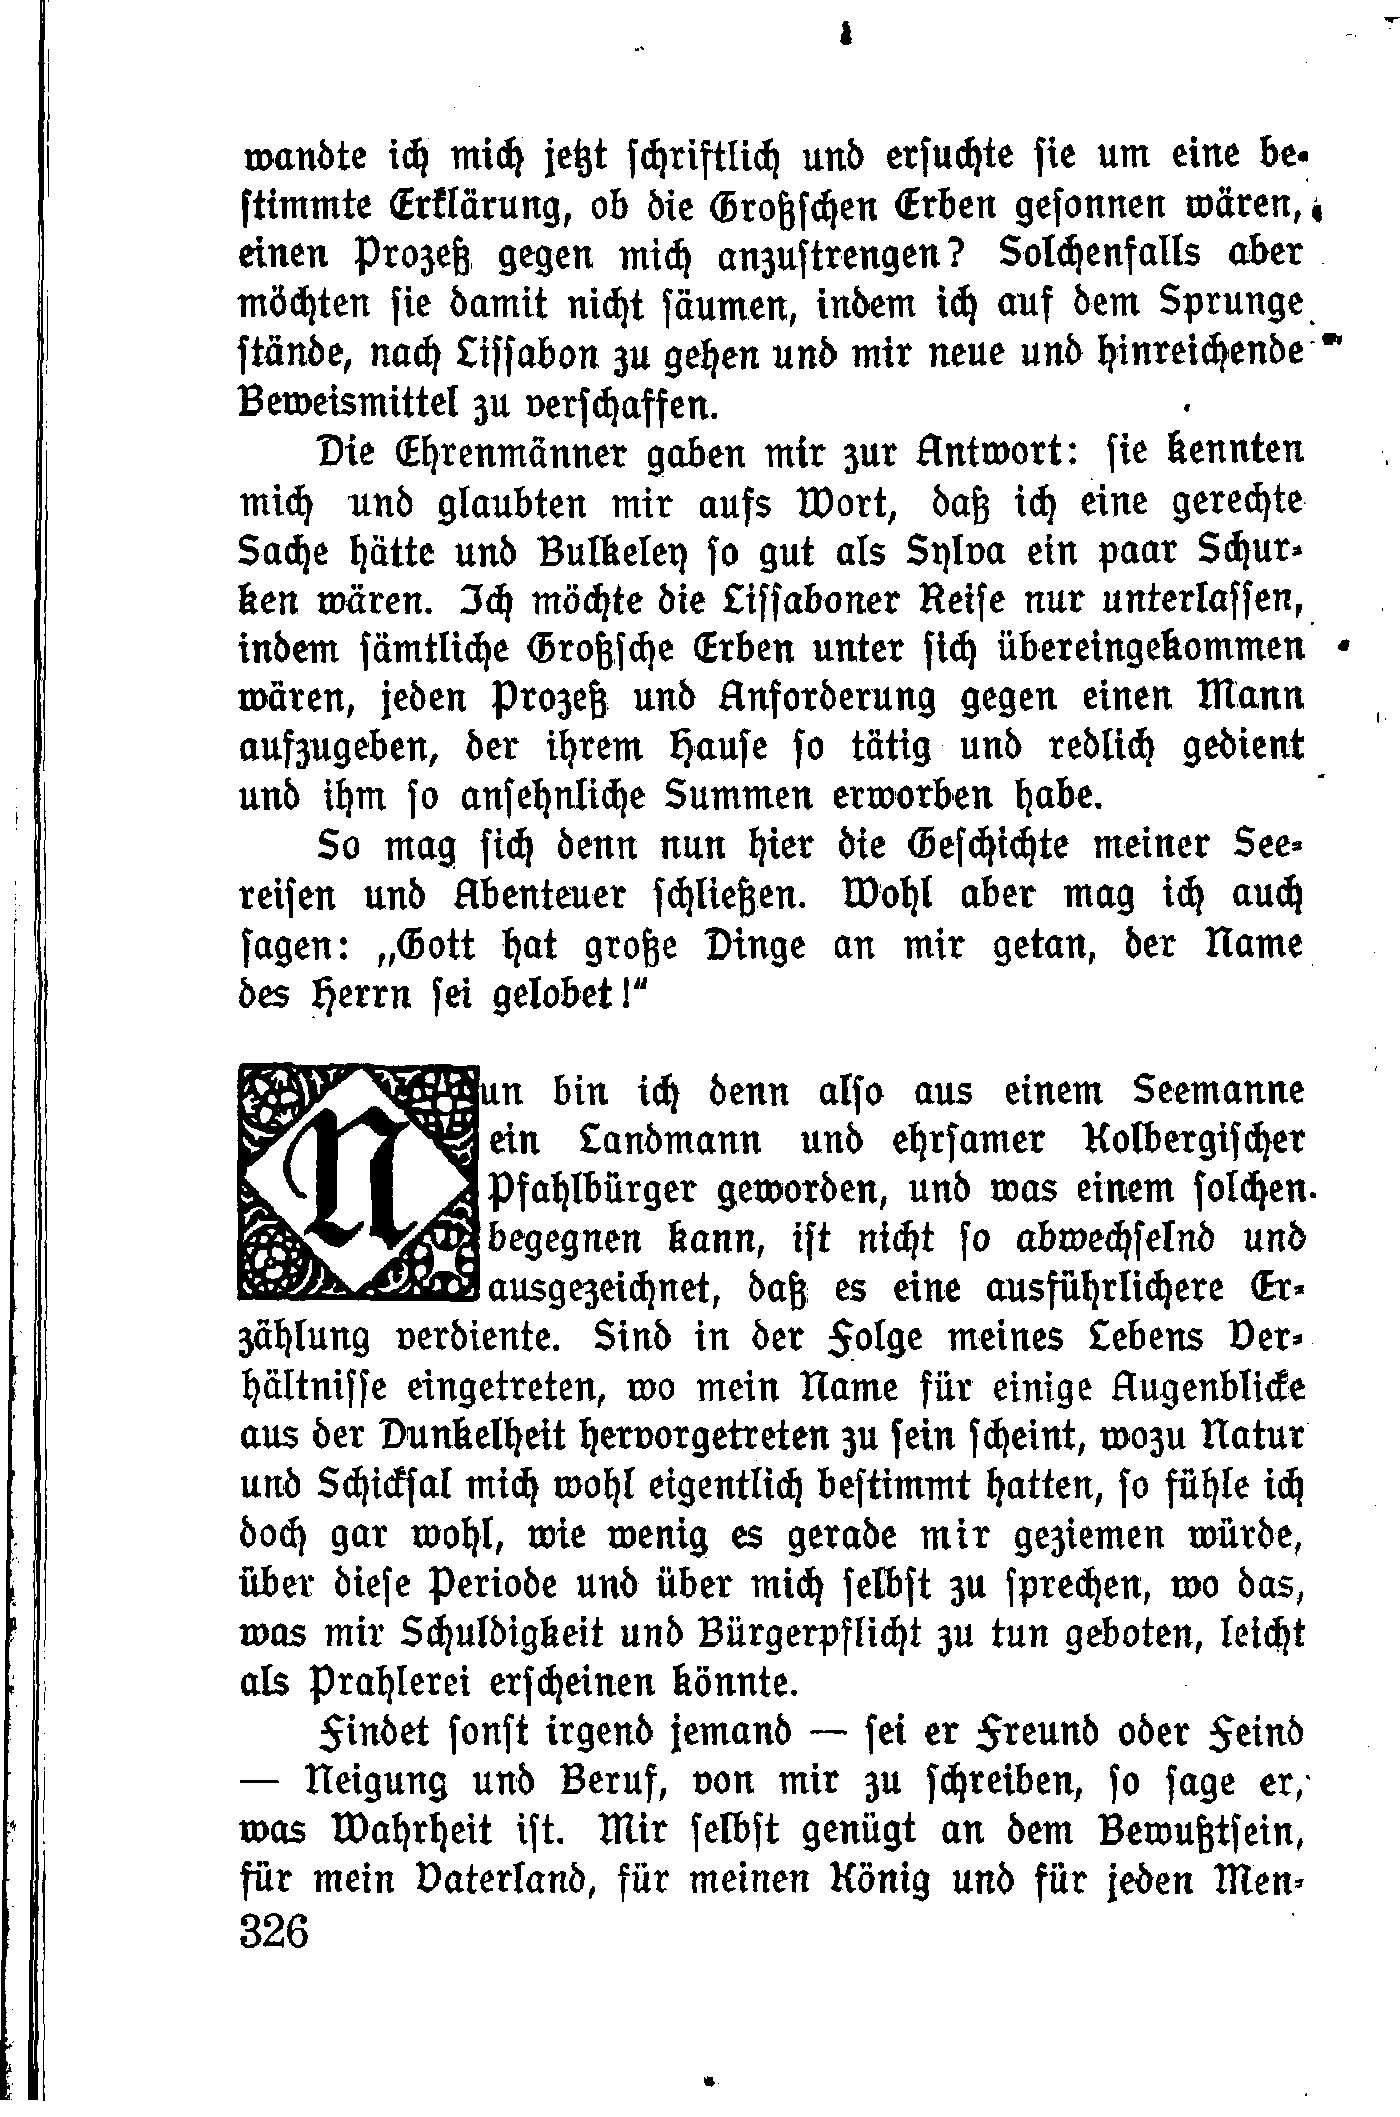 wandte ich mich jetzt schriftlich und ersuchte sie um eine be-
stimmte Erklärung, ob die Großschen Erben gesonnen wären,
einen Prozeß gegen mich anzustrengen? Solchenfalls aber
möchten sie damit nicht säumen, indem ich auf dem Sprunge
stände, nach Lissabon zu gehen und mir neue und hinreichende
Beweismittel zu verschaffen.
Die Ehrenmänner gaben mir zur Antwort: sie kennten
mich und glaubten mir aufs Wort, daß ich eine gerechte
Sache hätte und Bulkeley so gut als Sylva ein paar Schur-
ken wären. Ich möchte die Lissaboner Reise nur unterlassen,
indem sämtliche Großsche Erben unter sich übereingekommen
wären, jeden Prozeß und Anforderung gegen einen Mann
aufzugeben, der ihrem Hause so tätig und redlich gedient
und ihm so ansehnliche Summen erworben habe.
So mag sich denn nun hier die Geschichte meiner See-
reisen und Abenteuer schließen. Wohl aber mag ich auch
sagen: „Gott hat große Dinge an mir getan, der Name
des Herrn sei gelobet!“
Nun bin ich denn also aus einem Seemanne
ein Landmann und ehrsamer Kolbergischer
Pfahlbürger geworden, und was einem solchen
begegnen kann, ist nicht so abwechselnd und
ausgezeichnet, daß es eine ausführlichere Er-
zählung verdiente. Sind in der Folge meines Lebens Ver-
hältnisse eingetreten, wo mein Name für einige Augenblicke
aus der Dunkelheit hervorgetreten zu sein scheint, wozu Natur
und Schicksal mich wohl eigentlich bestimmt hatten, so fühle ich
doch gar wohl, wie wenig es gerade mir geziemen würde,
über diese Periode und über mich selbst zu sprechen, wo das,
was mir Schuldigkeit und Bürgerpflicht zu tun geboten, leicht
als Prahlerei erscheinen könnte.
Findet sonst irgend jemand — sei er Freund oder Feind
— Neigung und Beruf, von mir zu schreiben, so sage er,
was Wahrheit ist. Mir selbst genügt an dem Bewußtsein,
für mein Vaterland, für meinen König und für jeden Men-
326